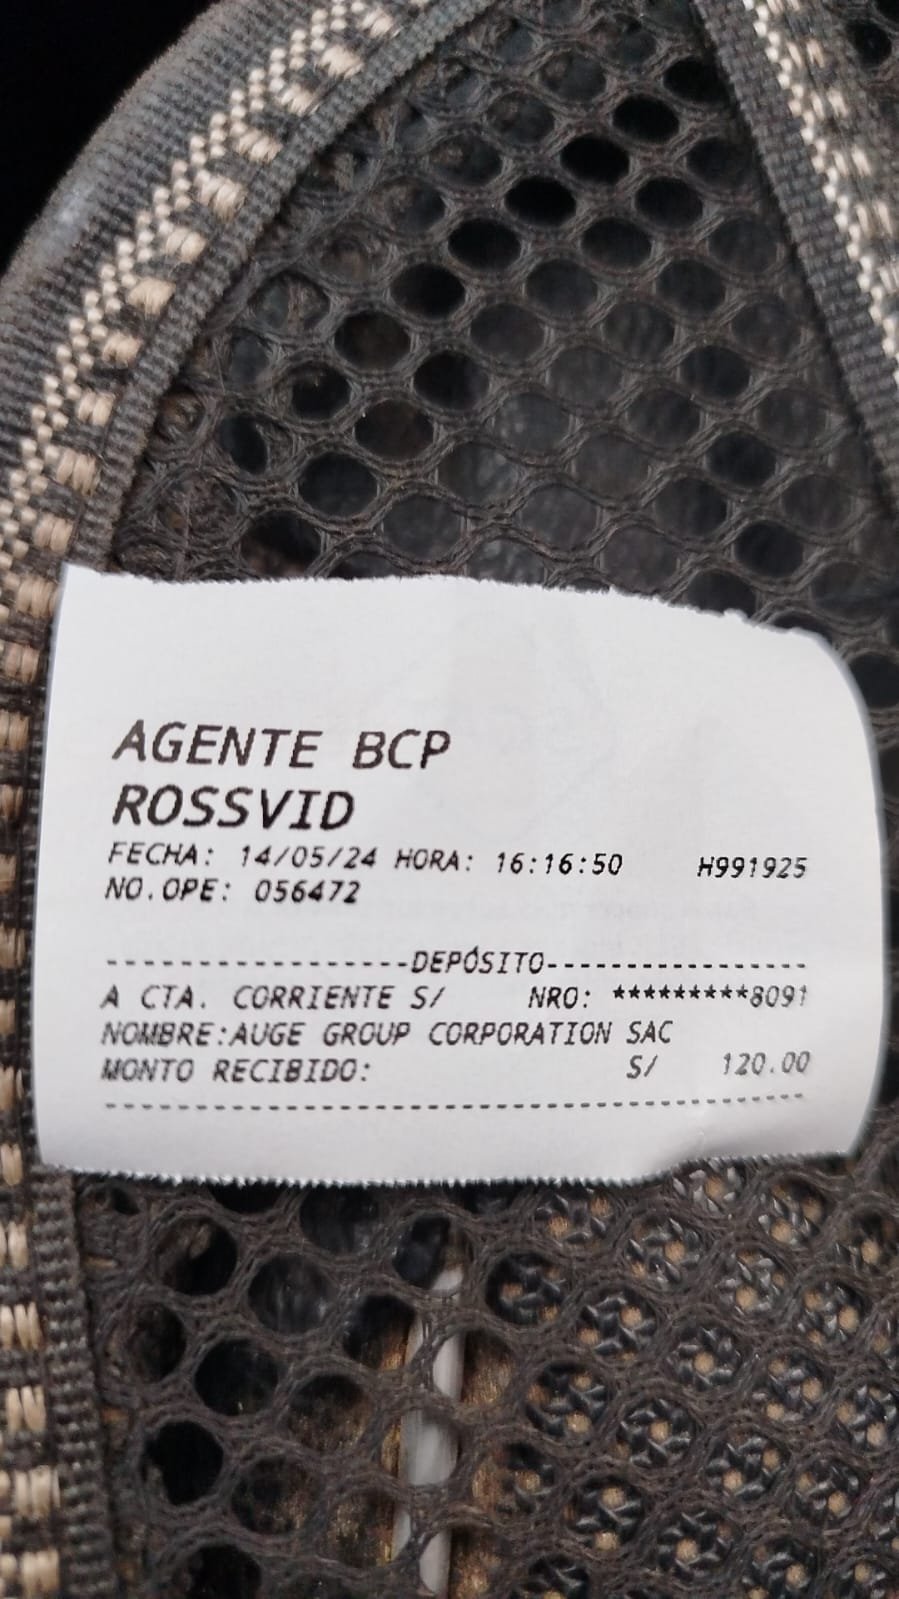 AGENTE BCP
ROSSVID
FECHA: 14/05/24 HORA: 16:16:50 H991925
NO.OPE: 056472
------------------DEPÓSITO----------------
A CTA. CORRIENTE S/ NRO: *********8091
NOMBRE:AUGE GROUP CORPORATION SAC
MONTO RECIBIDO: S/ 120.00
------------------------------------------